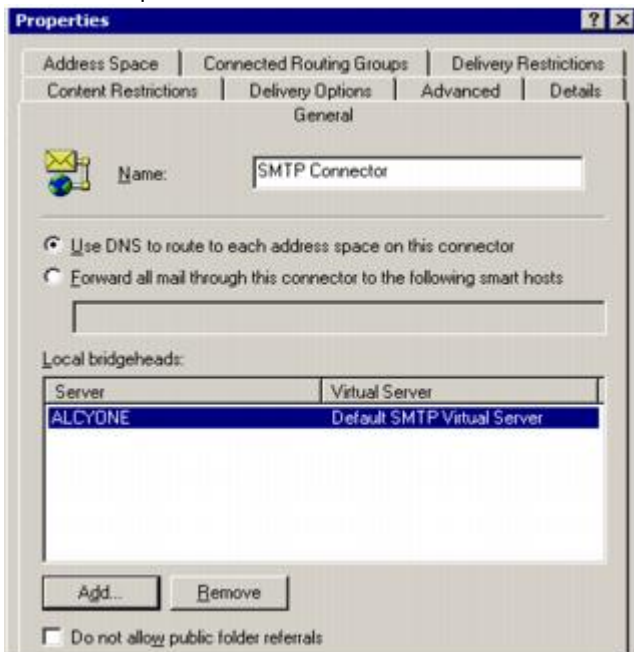 Properties ? X
Address Space Connected Routing Groups Delivery Restrictions
Content Restrictions Delivery Options Advanced Details
General
Name: SMTP Connector
Use DNS to route to each address space on this connector
Forward all mail through this connector to the following smart hosts
Local bridgeheads:
Server Virtual Server
ALCYONE Default SMTP Virtual Server
Add... Remove
Do not allow public folder referrals